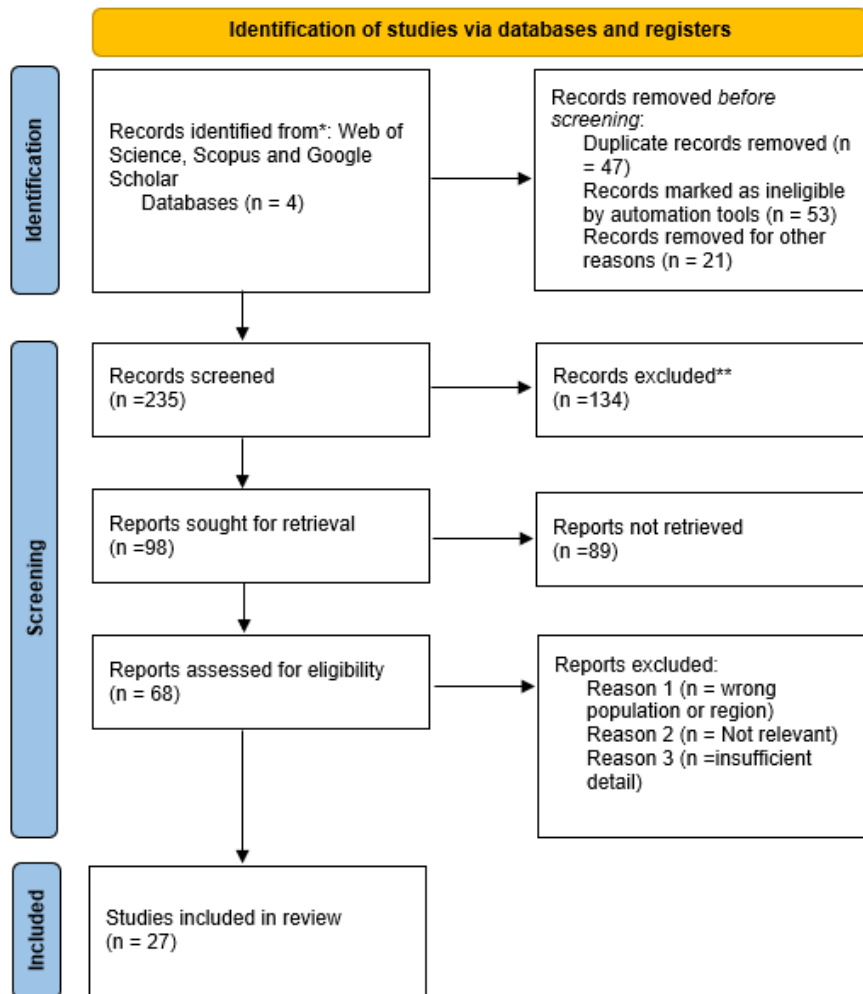 Identification of studies via databases and registers
Identification
Records identified from*: Web of
Science, Scopus and Google
Scholar
Databases (n = 4)
Records removed before
screening:
Duplicate records removed (n
= 47)
Records marked as ineligible
by automation tools (n = 53)
Records removed for other
reasons (n = 21)
Screening
Records screened
(n =235)
Records excluded**
(n =134)
Reports sought for retrieval
(n =98)
Reports not retrieved
(n =89)
Reports assessed for eligibility
(n = 68)
Reports excluded:
Reason 1 (n = wrong
population or region)
Reason 2 (n = Not relevant)
Reason 3 (n =insufficient
detail)
Included
Studies included in review
(n = 27)